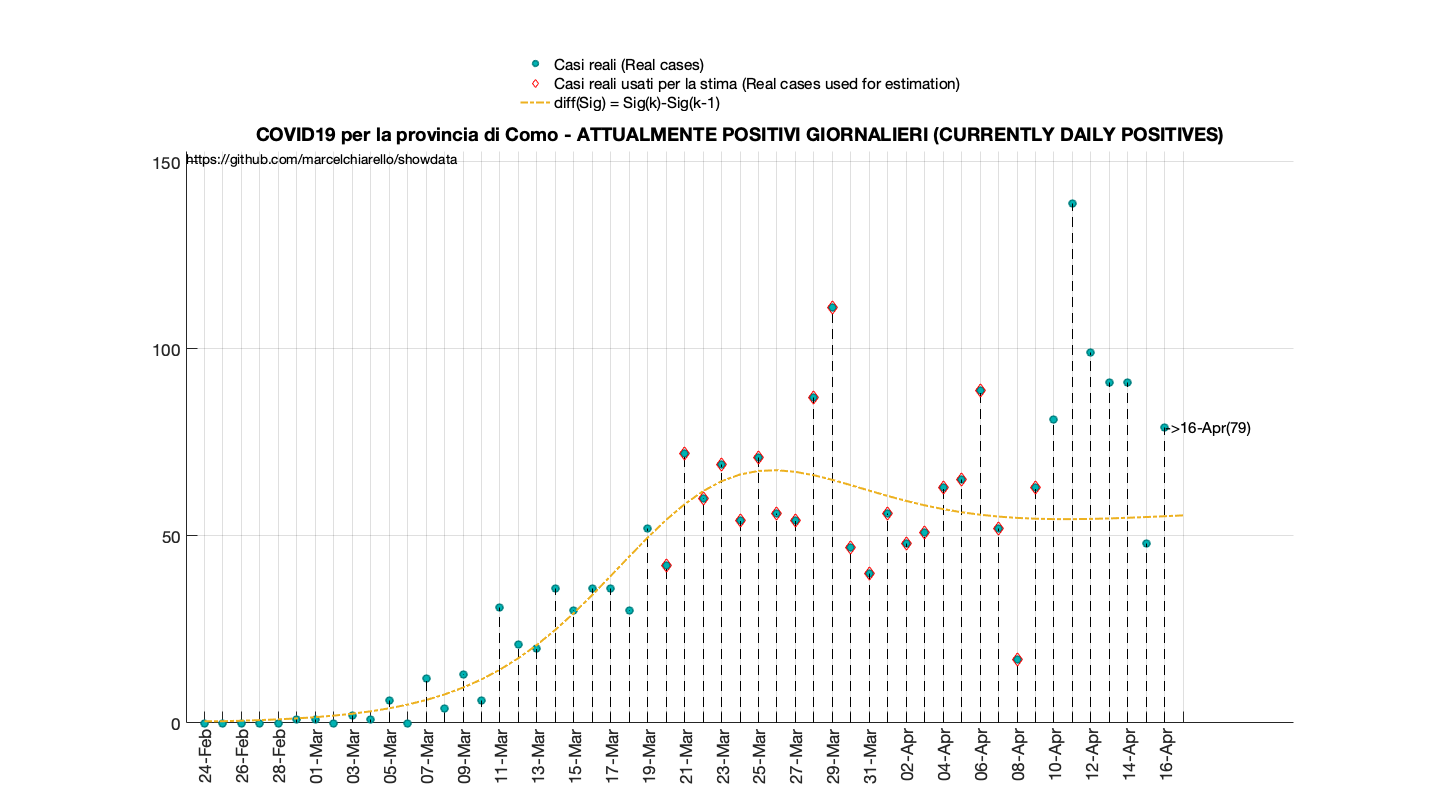 Casi reali (Real cases)
Casi reali usati per la stima (Real cases used for estimation)
diff(Sig) = Sig(k)-Sig(k-1)
COVID19 per la provincia di Como - ATTUALMENTE POSITIVI GIORNALIERI (CURRENTLY DAILY POSITIVES)
https://github.com/marcelchiarello/showdata
150
100
50
0
->16-Apr(79)
24-Feb
26-Feb
28-Feb
01-Mar
03-Mar
05-Mar
07-Mar
09-Mar
11-Mar
13-Mar
15-Mar
17-Mar
19-Mar
21-Mar
23-Mar
25-Mar
27-Mar
29-Mar
31-Mar
02-Apr
04-Apr
06-Apr
08-Apr
10-Apr
12-Apr
14-Apr
16-Apr